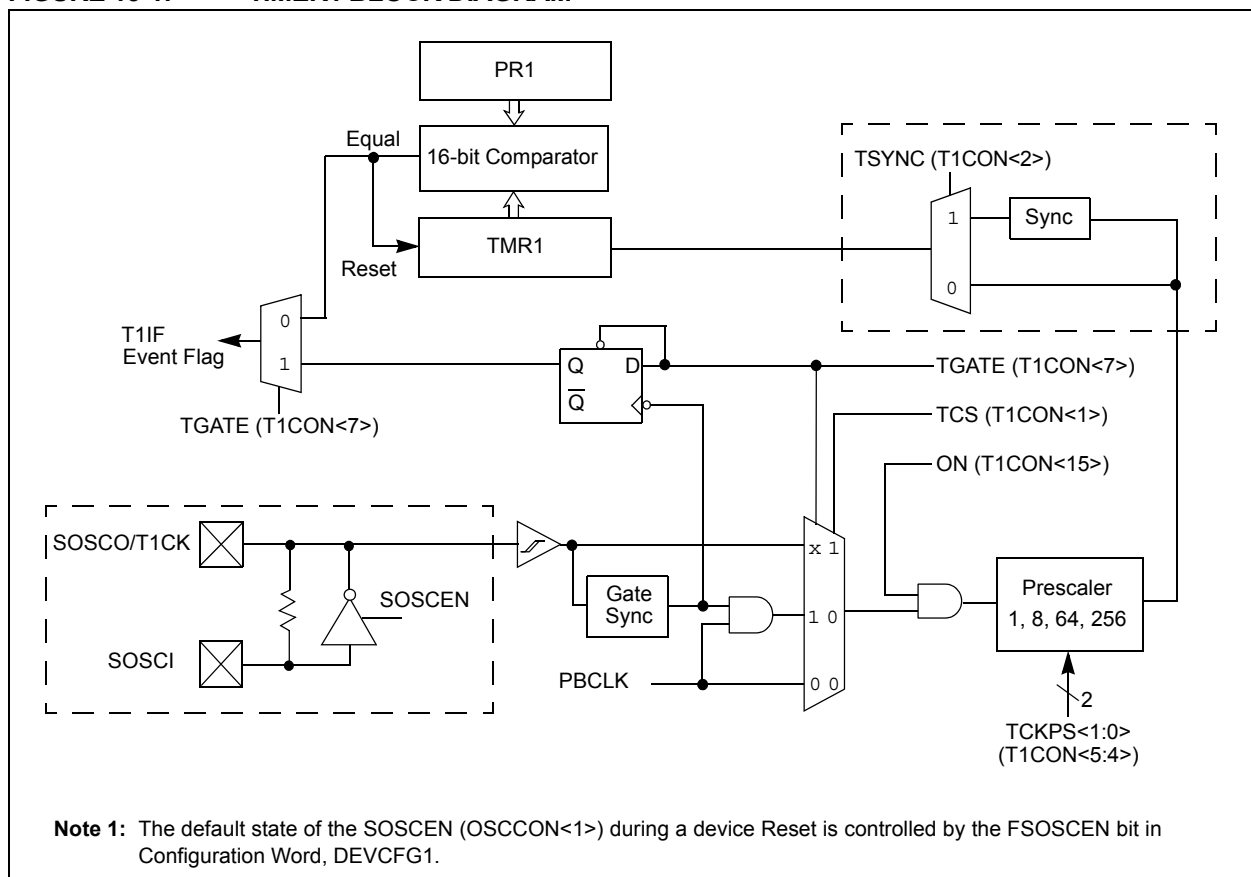 PR1
Equal
16-bit Comparator
TSYNC (T1CON<2>)
1
Sync
TMR1
Reset
0
0
T1IF
Event Flag
1
Q
D
TGATE (T1CON<7>)
Q
TGATE (T1CON<7>)
TCS (T1CON<1>)
ON (T1CON<15>)
SOSCO/T1CK
x 1
Prescaler
1, 8, 64, 256
Gate
Sync
SOSCEN
1 0
SOSCI
PBCLK
0 0
2
TCKPS<1:0>
(T1CON<5:4>)
Note 1: The default state of the SOSCEN (OSCCON<1>) during a device Reset is controlled by the FSOSCEN bit in
Configuration Word, DEVCFG1.